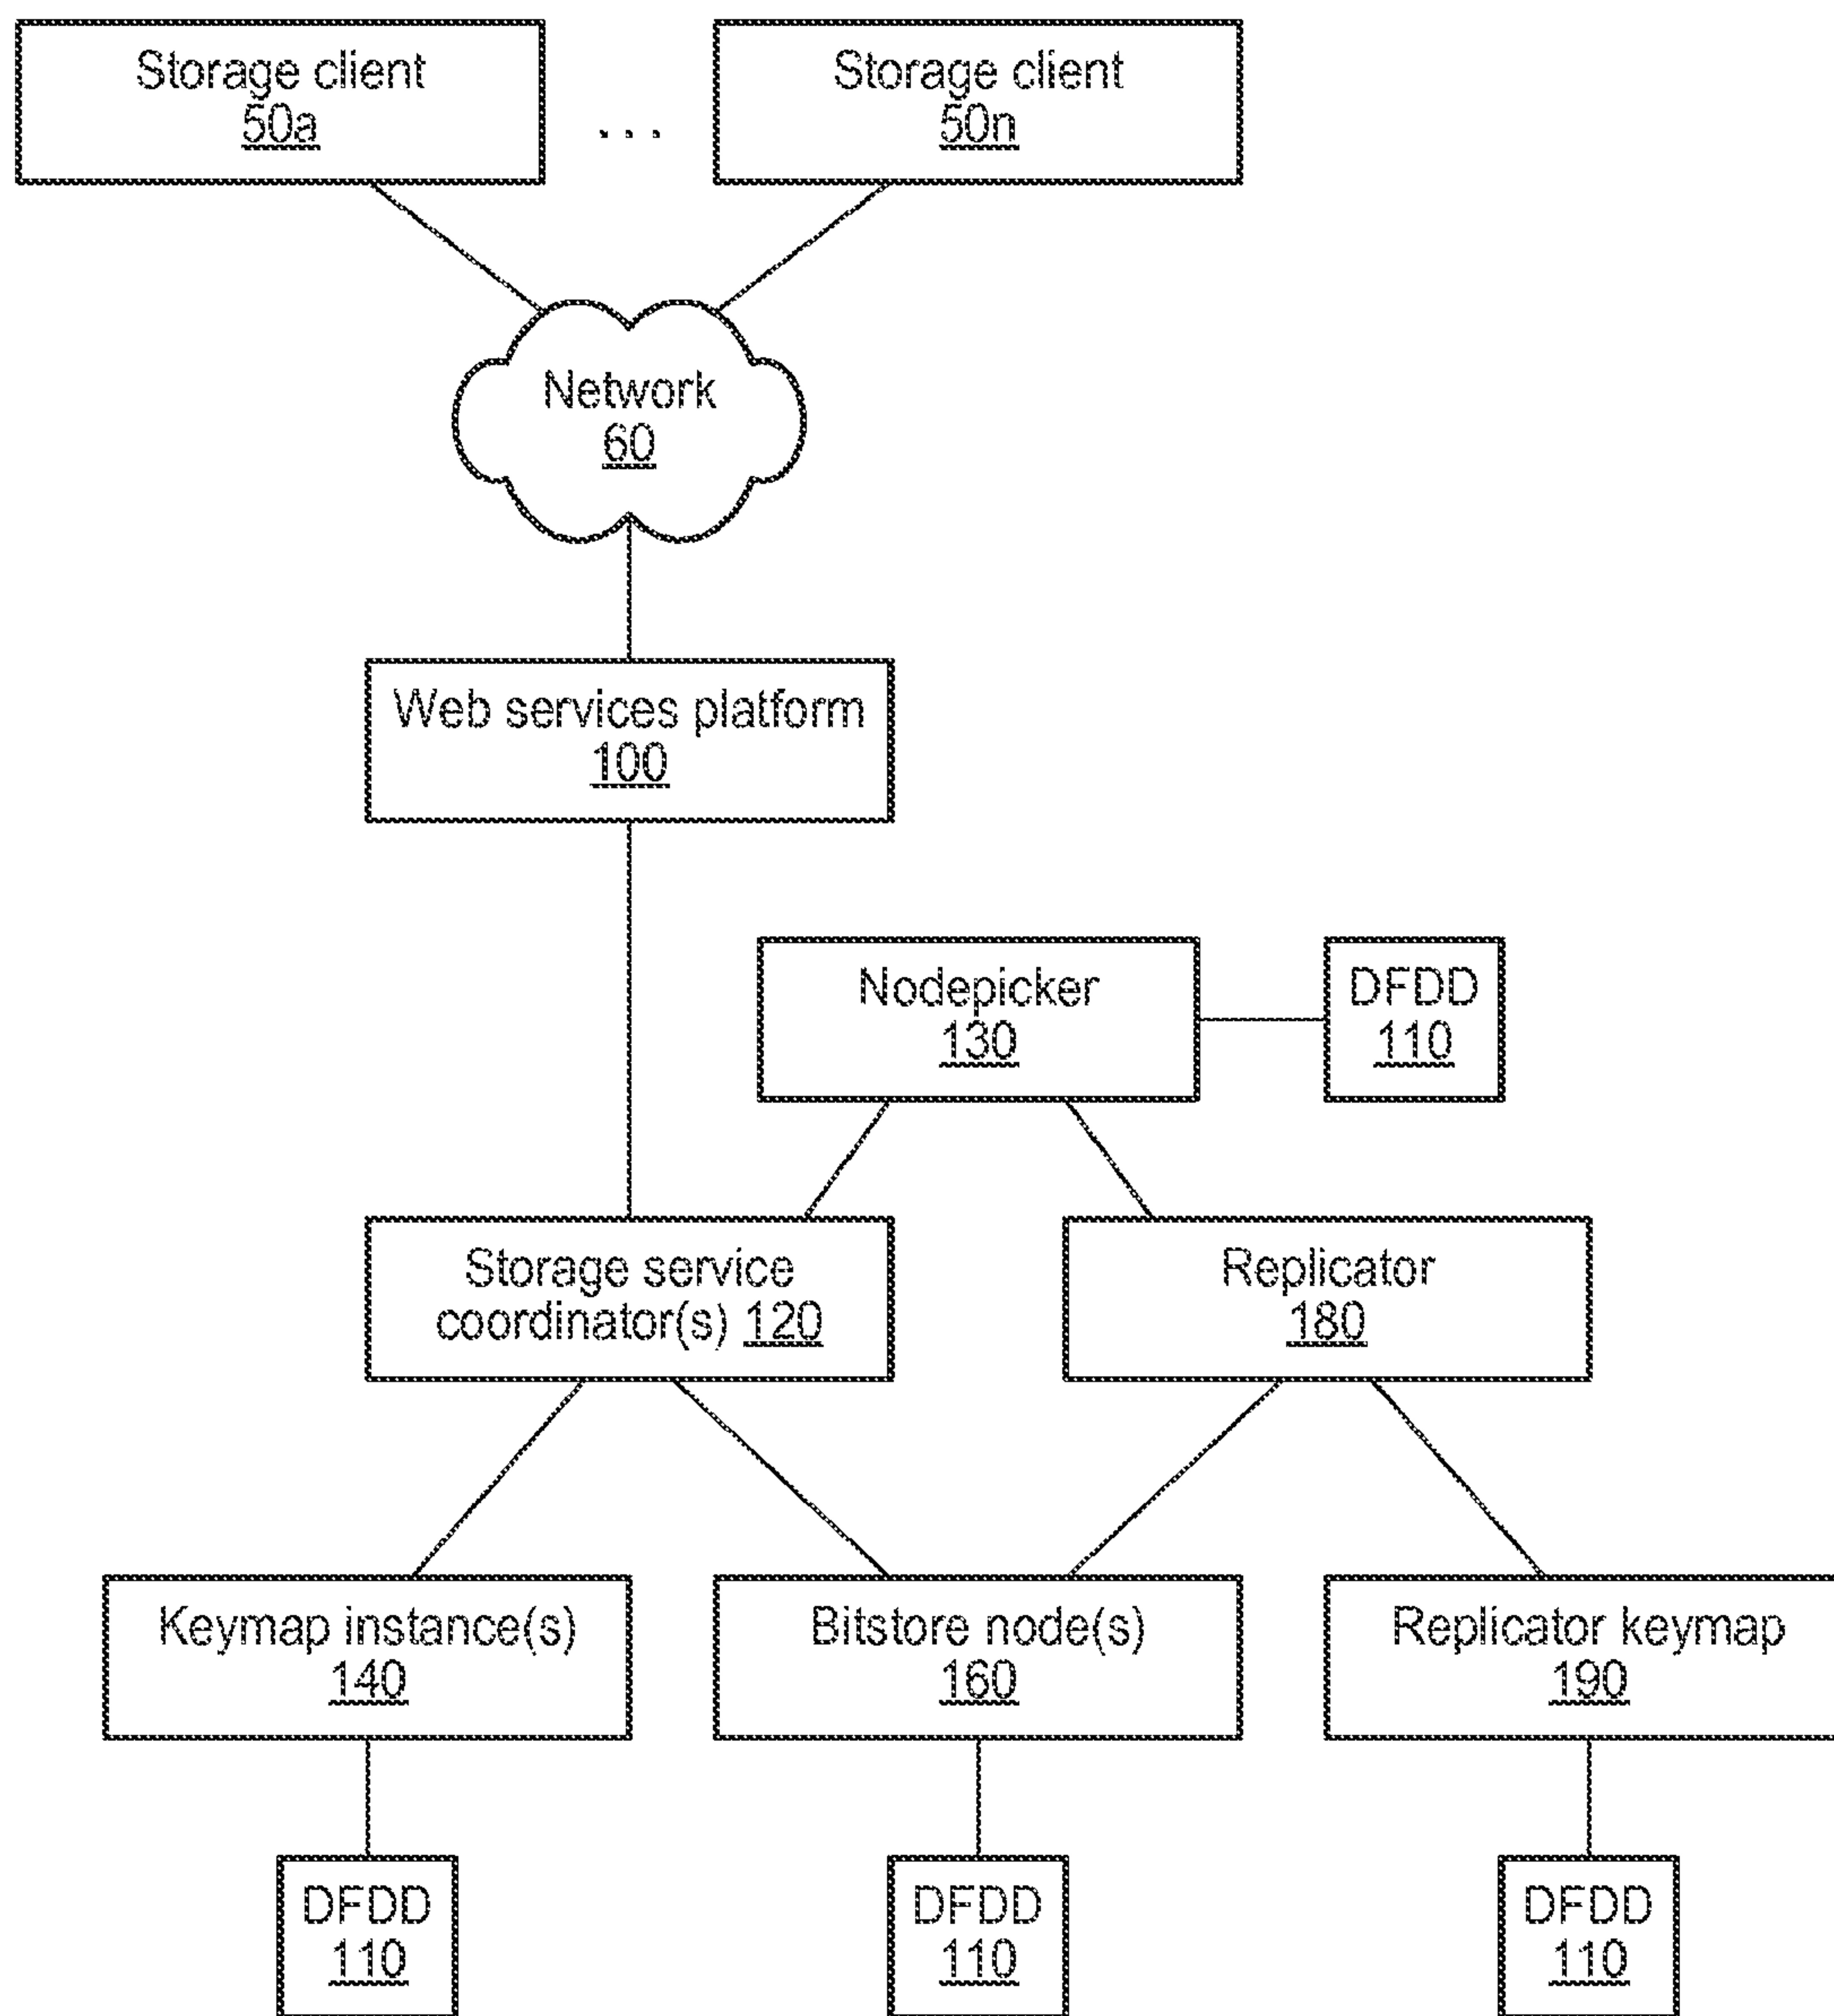 Storage client
50a
. . .
Storage client
50n
Network
60
Web services platform
100
Nodepicker
130
DFDD
110
Storage service
coordinator(s) 120
Replicator
180
Keymap instance(s)
140
Bitstore node(s)
160
Replicator keymap
190
DFDD
110
DFDD
110
DFDD
110